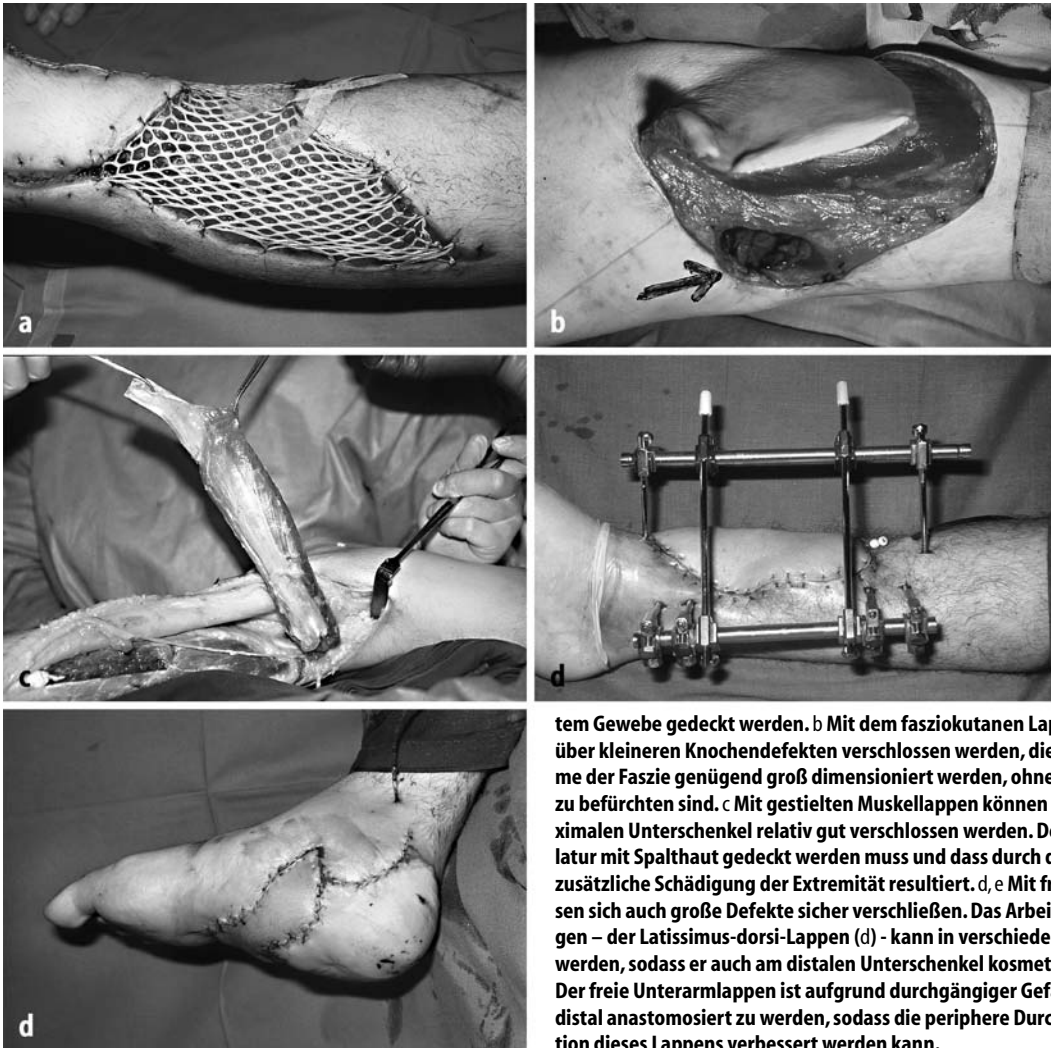 a
b
c
d
d
tem Gewebe gedeckt werden. b Mit dem fasziokutanen Lap
über kleineren Knochendefekten verschlossen werden, die
me der Faszie genügend groß dimensioniert werden, ohne
zu befürchten sind. c Mit gestielten Muskellappen können
ximalen Unterschenkel relativ gut verschlossen werden. De
latur mit Spalthaut gedeckt werden muss und dass durch d
zusätzliche Schädigung der Extremität resultiert. d, e Mit fr
sen sich auch große Defekte sicher verschließen. Das Arbei
gen – der Latissimus-dorsi-Lappen (d) - kann in verschiede
werden, sodass er auch am distalen Unterschenkel kosmet
Der freie Unterarmlappen ist aufgrund durchgängiger Gef
distal anastomosiert zu werden, sodass die periphere Durc
tion dieses Lappens verbessert werden kann.